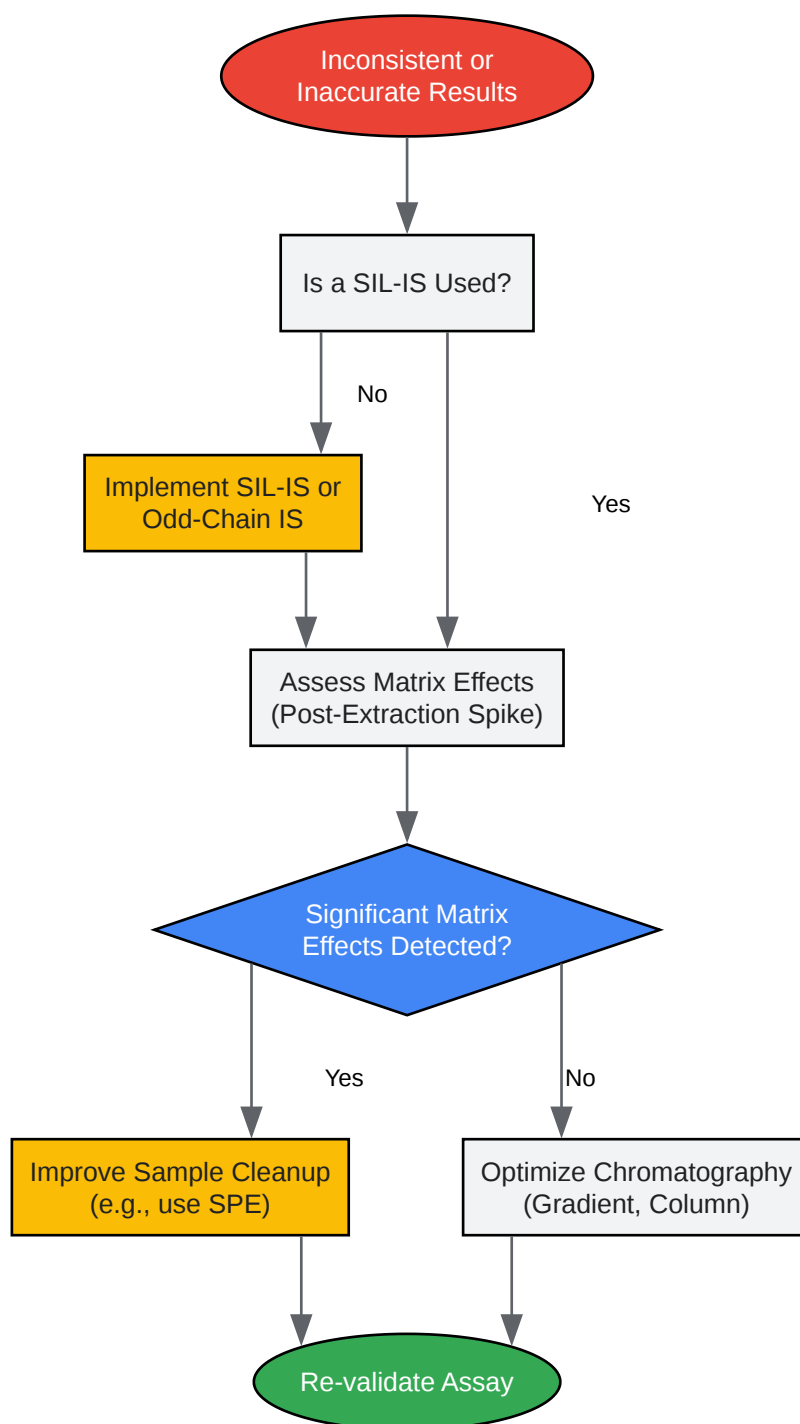 Inconsistent or
Inaccurate Results
Is a SIL-IS Used?
No
Implement SIL-IS or
Odd-Chain IS
Yes
Assess Matrix Effects
(Post-Extraction Spike)
Significant Matrix
Effects Detected?
Yes
No
Improve Sample Cleanup
(e.g., use SPE)
Optimize Chromatography
(Gradient, Column)
Re-validate Assay